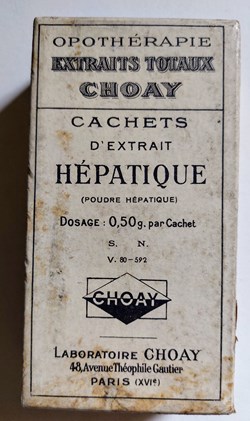 OPOTHÉRAPIE
EXTRAITS TOTAUX
CHOAY
CACHETS
D'EXTRAIT
HÉPATIQUE
(POUDRE HÉPATIQUE)
DOSAGE : 0,50g. par Cachet
S. N.
V. 80-592
CHOAY
LABORATOIRE CHOAY
48, Avenue Théophile Gautier
PARIS (XVIe)